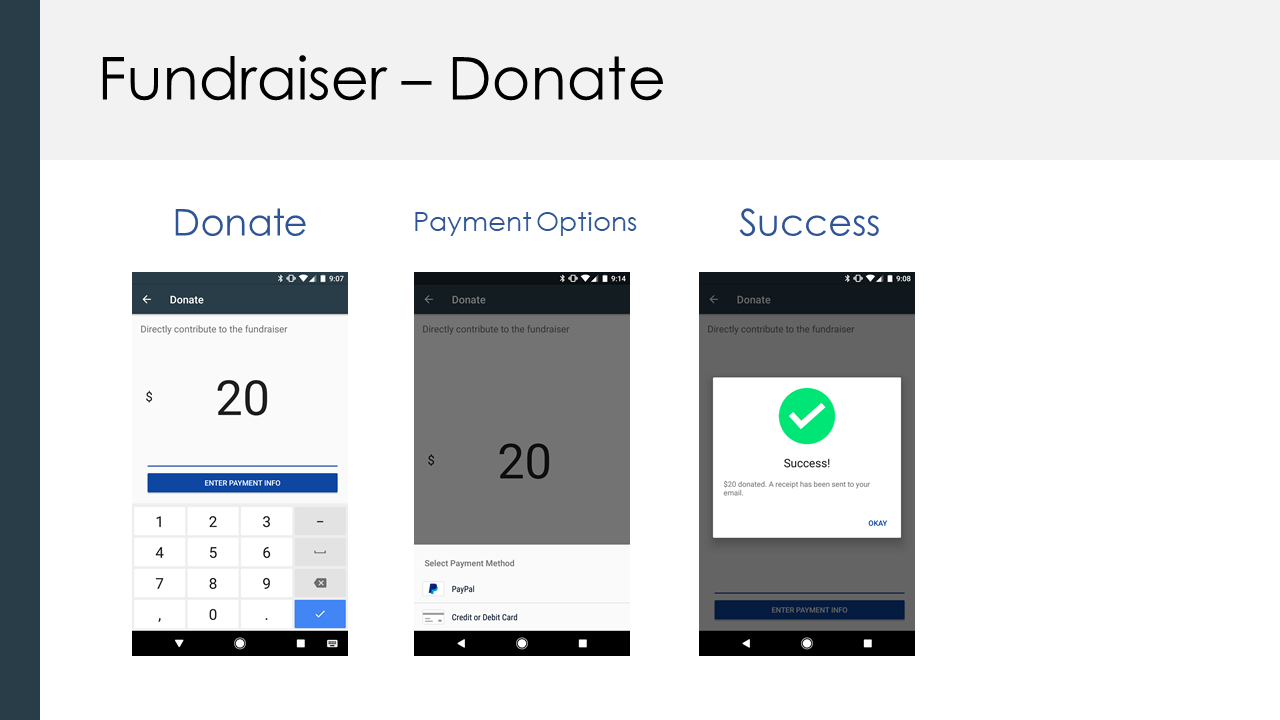 Fundraiser – Donate
Donate
9:07
Donate
Directly contribute to the fundraiser
$ 20
ENTER PAYMENT INFO
1 2 3 –
4 5 6
7 8 9
, 0 .
Payment Options
9:14
Donate
Directly contribute to the fundraiser
$ 20
Select Payment Method
PayPal
Credit or Debit Card
Success
9:08
Donate
Directly contribute to the fundraiser
Success!
$20 donated. A receipt has been sent to your
email.
OKAY
ENTER PAYMENT INFO